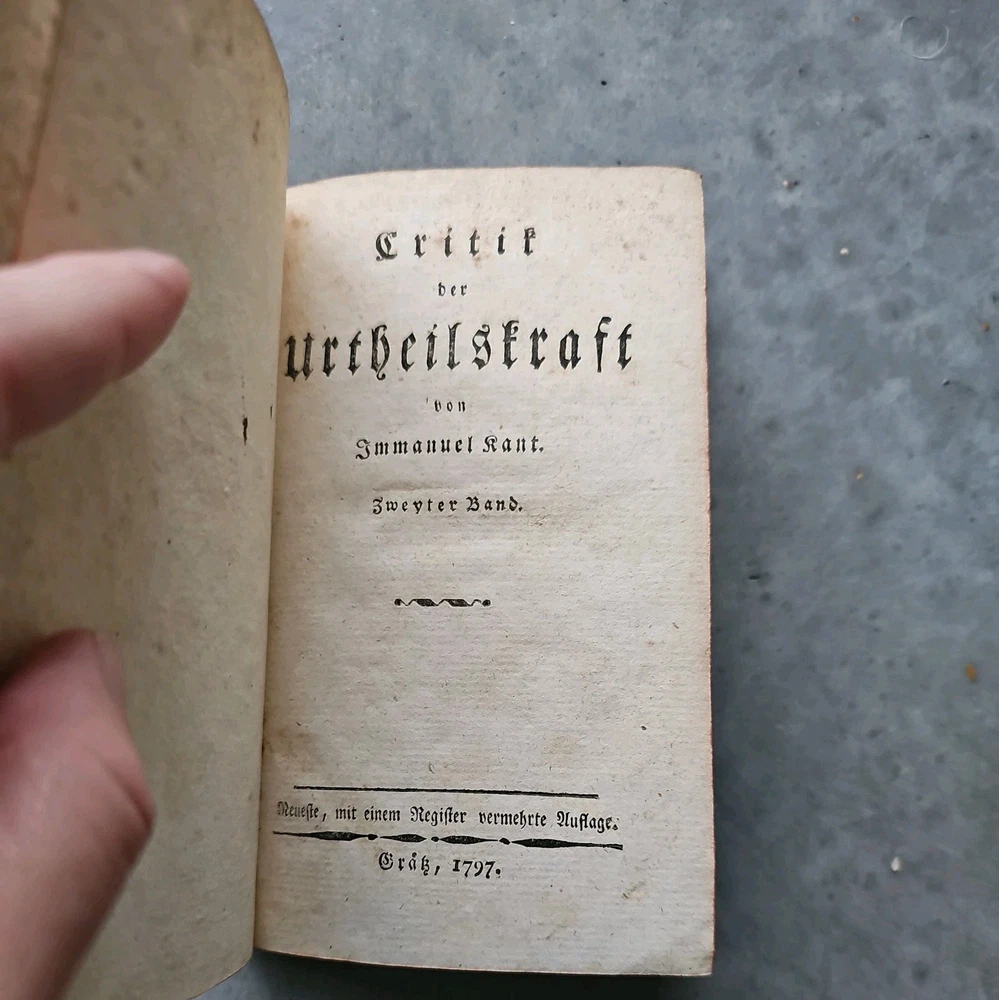 Critik
der
Urtheilskraft
von
Immanuel Kant.
Zweyter Band.
Neueste, mit einem Register vermehrte Auflage.
Grätz, 1797.